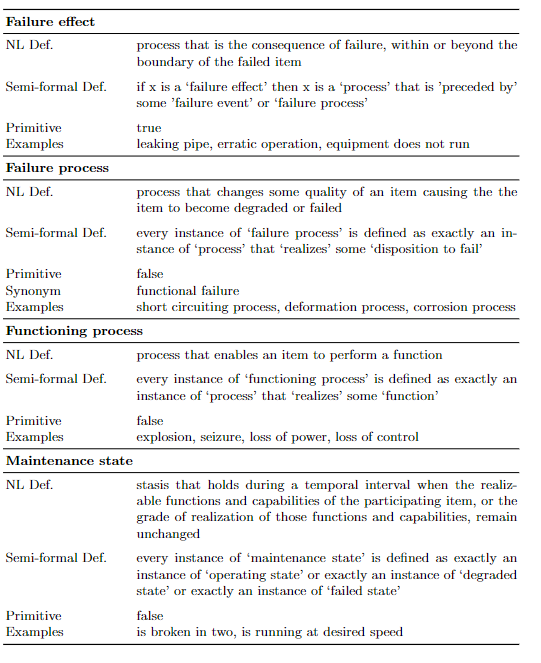 Failure effect
NL Def. process that is the consequence of failure, within or beyond the
boundary of the failed item
Semi-formal Def. if x is a ‘failure effect’ then x is a ‘process’ that is ’preceded by’
some ’failure event’ or ‘failure process’
Primitive true
Examples leaking pipe, erratic operation, equipment does not run
Failure process
NL Def. process that changes some quality of an item causing the the
item to become degraded or failed
Semi-formal Def. every instance of ‘failure process’ is defined as exactly an in-
stance of ‘process’ that ‘realizes’ some ‘disposition to fail’
Primitive false
Synonym functional failure
Examples short circuiting process, deformation process, corrosion process
Functioning process
NL Def. process that enables an item to perform a function
Semi-formal Def. every instance of ‘functioning process’ is defined as exactly an
instance of ‘process’ that ‘realizes’ some ‘function’
Primitive false
Examples explosion, seizure, loss of power, loss of control
Maintenance state
NL Def. stasis that holds during a temporal interval when the realiz-
able functions and capabilities of the participating item, or the
grade of realization of those functions and capabilities, remain
unchanged
Semi-formal Def. every instance of ‘maintenance state’ is defined as exactly an
instance of ‘operating state’ or exactly an instance of ‘degraded
state’ or exactly an instance of ‘failed state’
Primitive false
Examples is broken in two, is running at desired speed